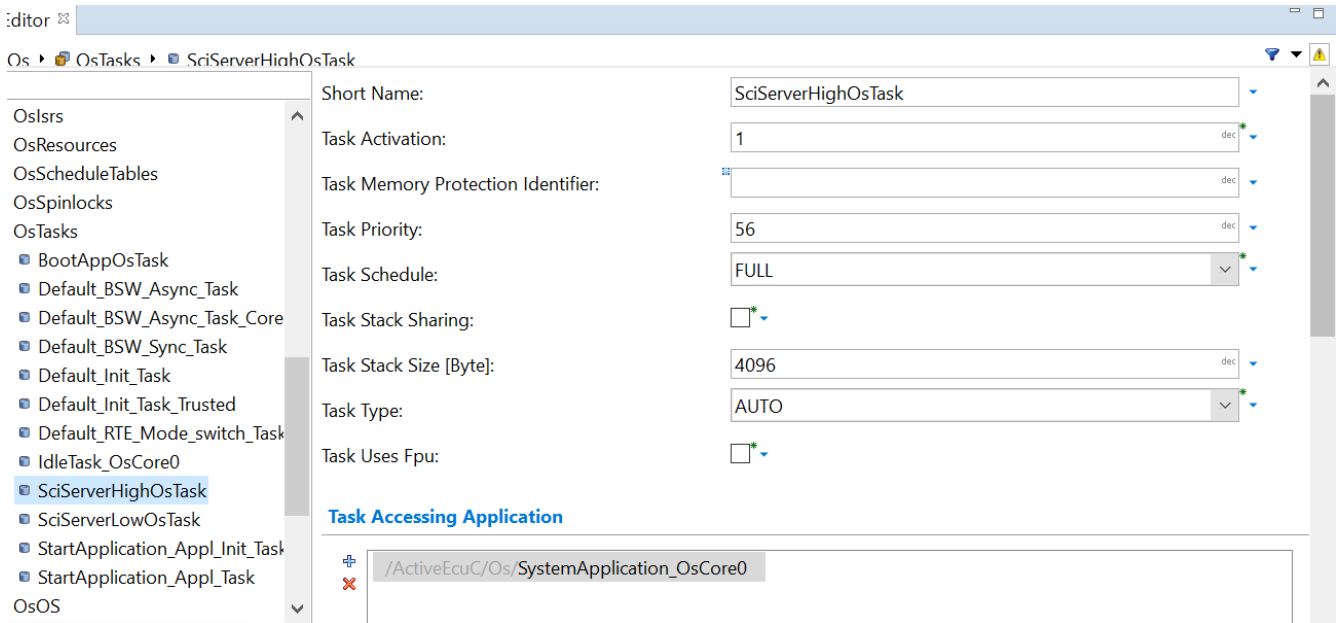 Editor
Os OsTasks SciServerHighOsTask
OsIsrs
OsResources
OsScheduleTables
OsSpinlocks
OsTasks
BootAppOsTask
Default_BSW_Async_Task
Default_BSW_Async_Task_Core
Default_BSW_Sync_Task
Default_Init_Task
Default_Init_Task_Trusted
Default_RTE_Mode_switch_Task
IdleTask_OsCore0
SciServerHighOsTask
SciServerLowOsTask
StartApplication_Appl_Init_Task
StartApplication_Appl_Task
OsOS
Short Name: SciServerHighOsTask
Task Activation: 1 dec
Task Memory Protection Identifier: dec
Task Priority: 56 dec
Task Schedule: FULL
Task Stack Sharing:
Task Stack Size [Byte]: 4096 dec
Task Type: AUTO
Task Uses Fpu:
Task Accessing Application
/ActiveEcuC/Os/SystemApplication_OsCore0